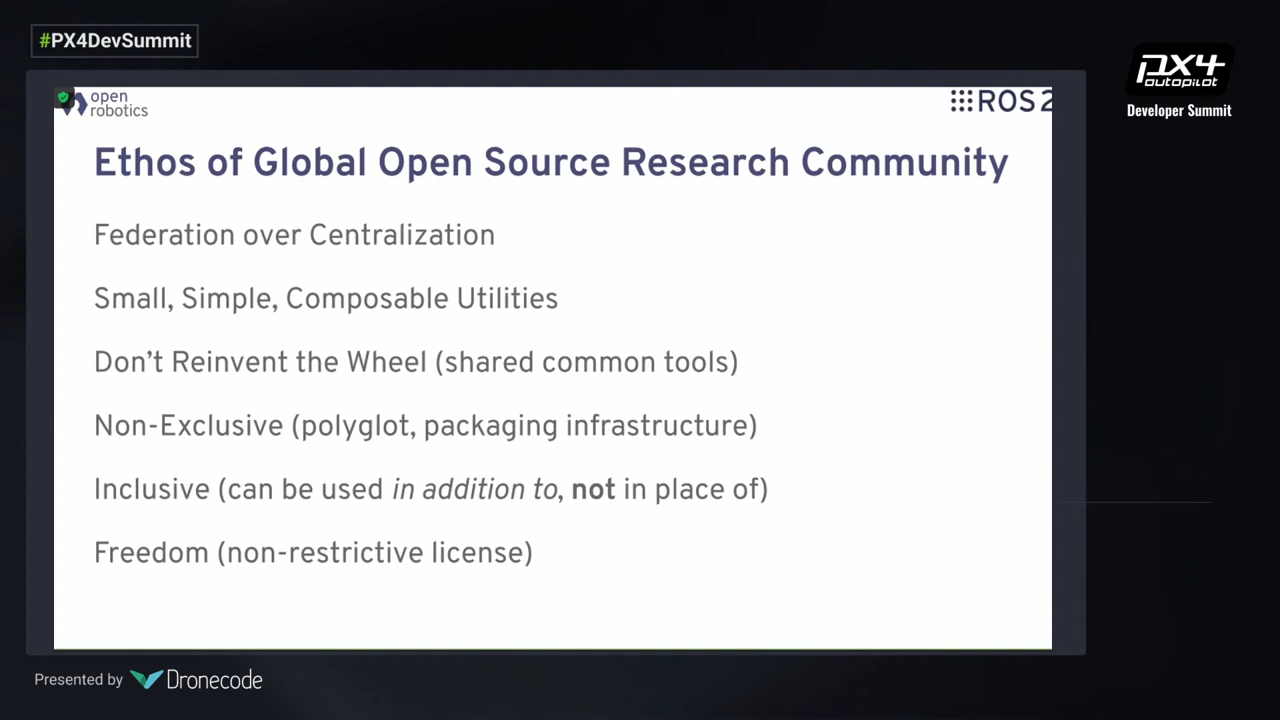 #PX4DevSummit
open
robotics
ROS 2
px4
autopilot
Developer Summit
Ethos of Global Open Source Research Community
Federation over Centralization
Small, Simple, Composable Utilities
Don’t Reinvent the Wheel (shared common tools)
Non-Exclusive (polyglot, packaging infrastructure)
Inclusive (can be used in addition to, not in place of)
Freedom (non-restrictive license)
Presented by Dronecode